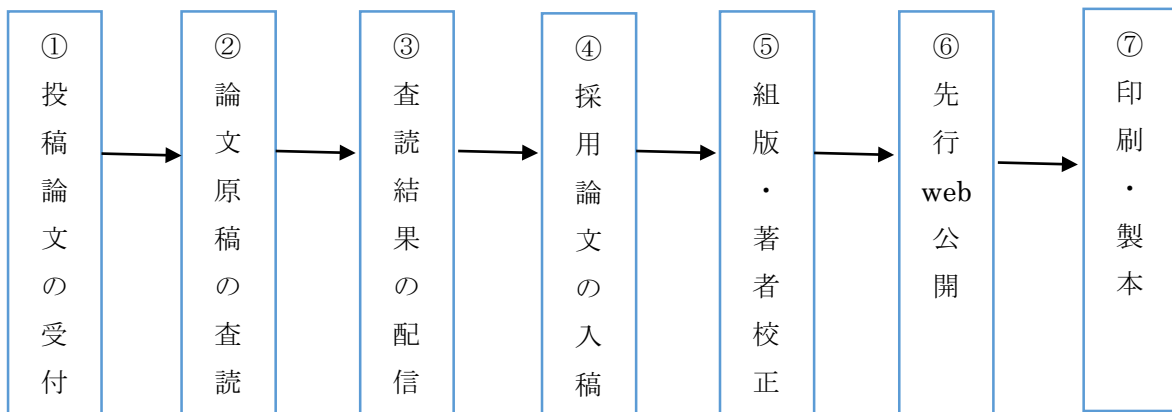 ①投稿論文の受付
②論文原稿の査読
③査読結果の配信
④採用論文の入稿
⑤組版・著者校正
⑥先行web公開
⑦印刷・製本